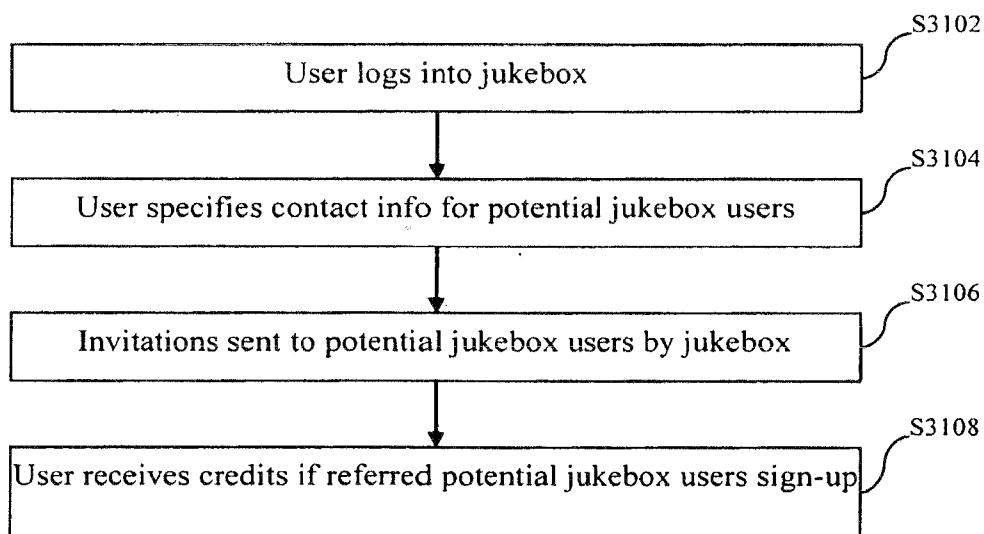 S3102
User logs into jukebox
S3104
User specifies contact info for potential jukebox users
S3106
Invitations sent to potential jukebox users by jukebox
S3108
User receives credits if referred potential jukebox users sign-up